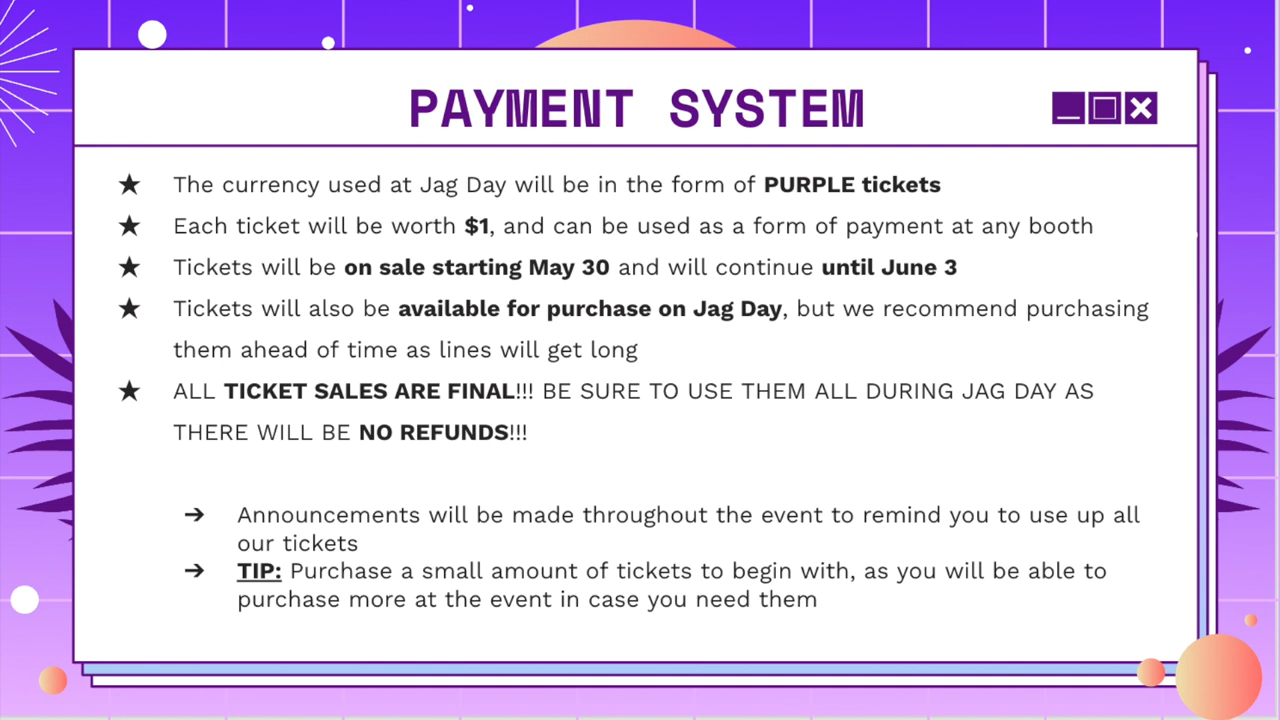 PAYMENT SYSTEM
★ The currency used at Jag Day will be in the form of PURPLE tickets
★ Each ticket will be worth $1, and can be used as a form of payment at any booth
★ Tickets will be on sale starting May 30 and will continue until June 3
★ Tickets will also be available for purchase on Jag Day, but we recommend purchasing
them ahead of time as lines will get long
★ ALL TICKET SALES ARE FINAL!!! BE SURE TO USE THEM ALL DURING JAG DAY AS
THERE WILL BE NO REFUNDS!!!
➔ Announcements will be made throughout the event to remind you to use up all
our tickets
➔ TIP: Purchase a small amount of tickets to begin with, as you will be able to
purchase more at the event in case you need them